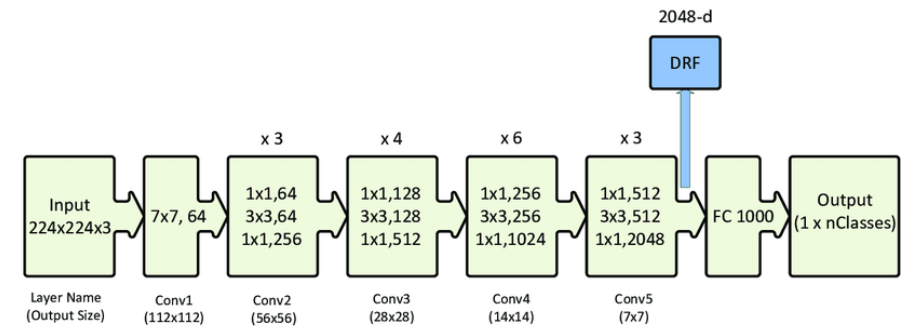 2048-d
DRF
x 3
x 4
x 6
x 3
Input
224x224x3
7x7, 64
1x1,64
3x3,64
1x1,256
1x1,128
3x3,128
1x1,512
1x1,256
3x3,256
1x1,1024
1x1,512
3x3,512
1x1,2048
FC 1000
Output
(1 x nClasses)
Layer Name
(Output Size)
Conv1
(112x112)
Conv2
(56x56)
Conv3
(28x28)
Conv4
(14x14)
Conv5
(7x7)